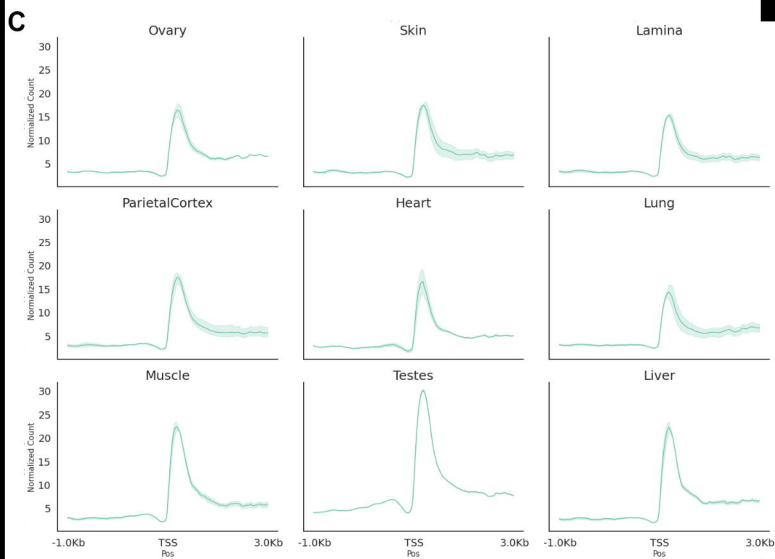 C
Ovary
Skin
Lamina
30
25
20
15
10
5
Normalized Count
ParietalCortex
Heart
Lung
30
25
20
15
10
5
Normalized Count
Muscle
Testes
Liver
30
25
20
15
10
5
Normalized Count
-1.0Kb TSS 3.0Kb
Pos
-1.0Kb TSS 3.0Kb
Pos
-1.0Kb TSS 3.0Kb
Pos